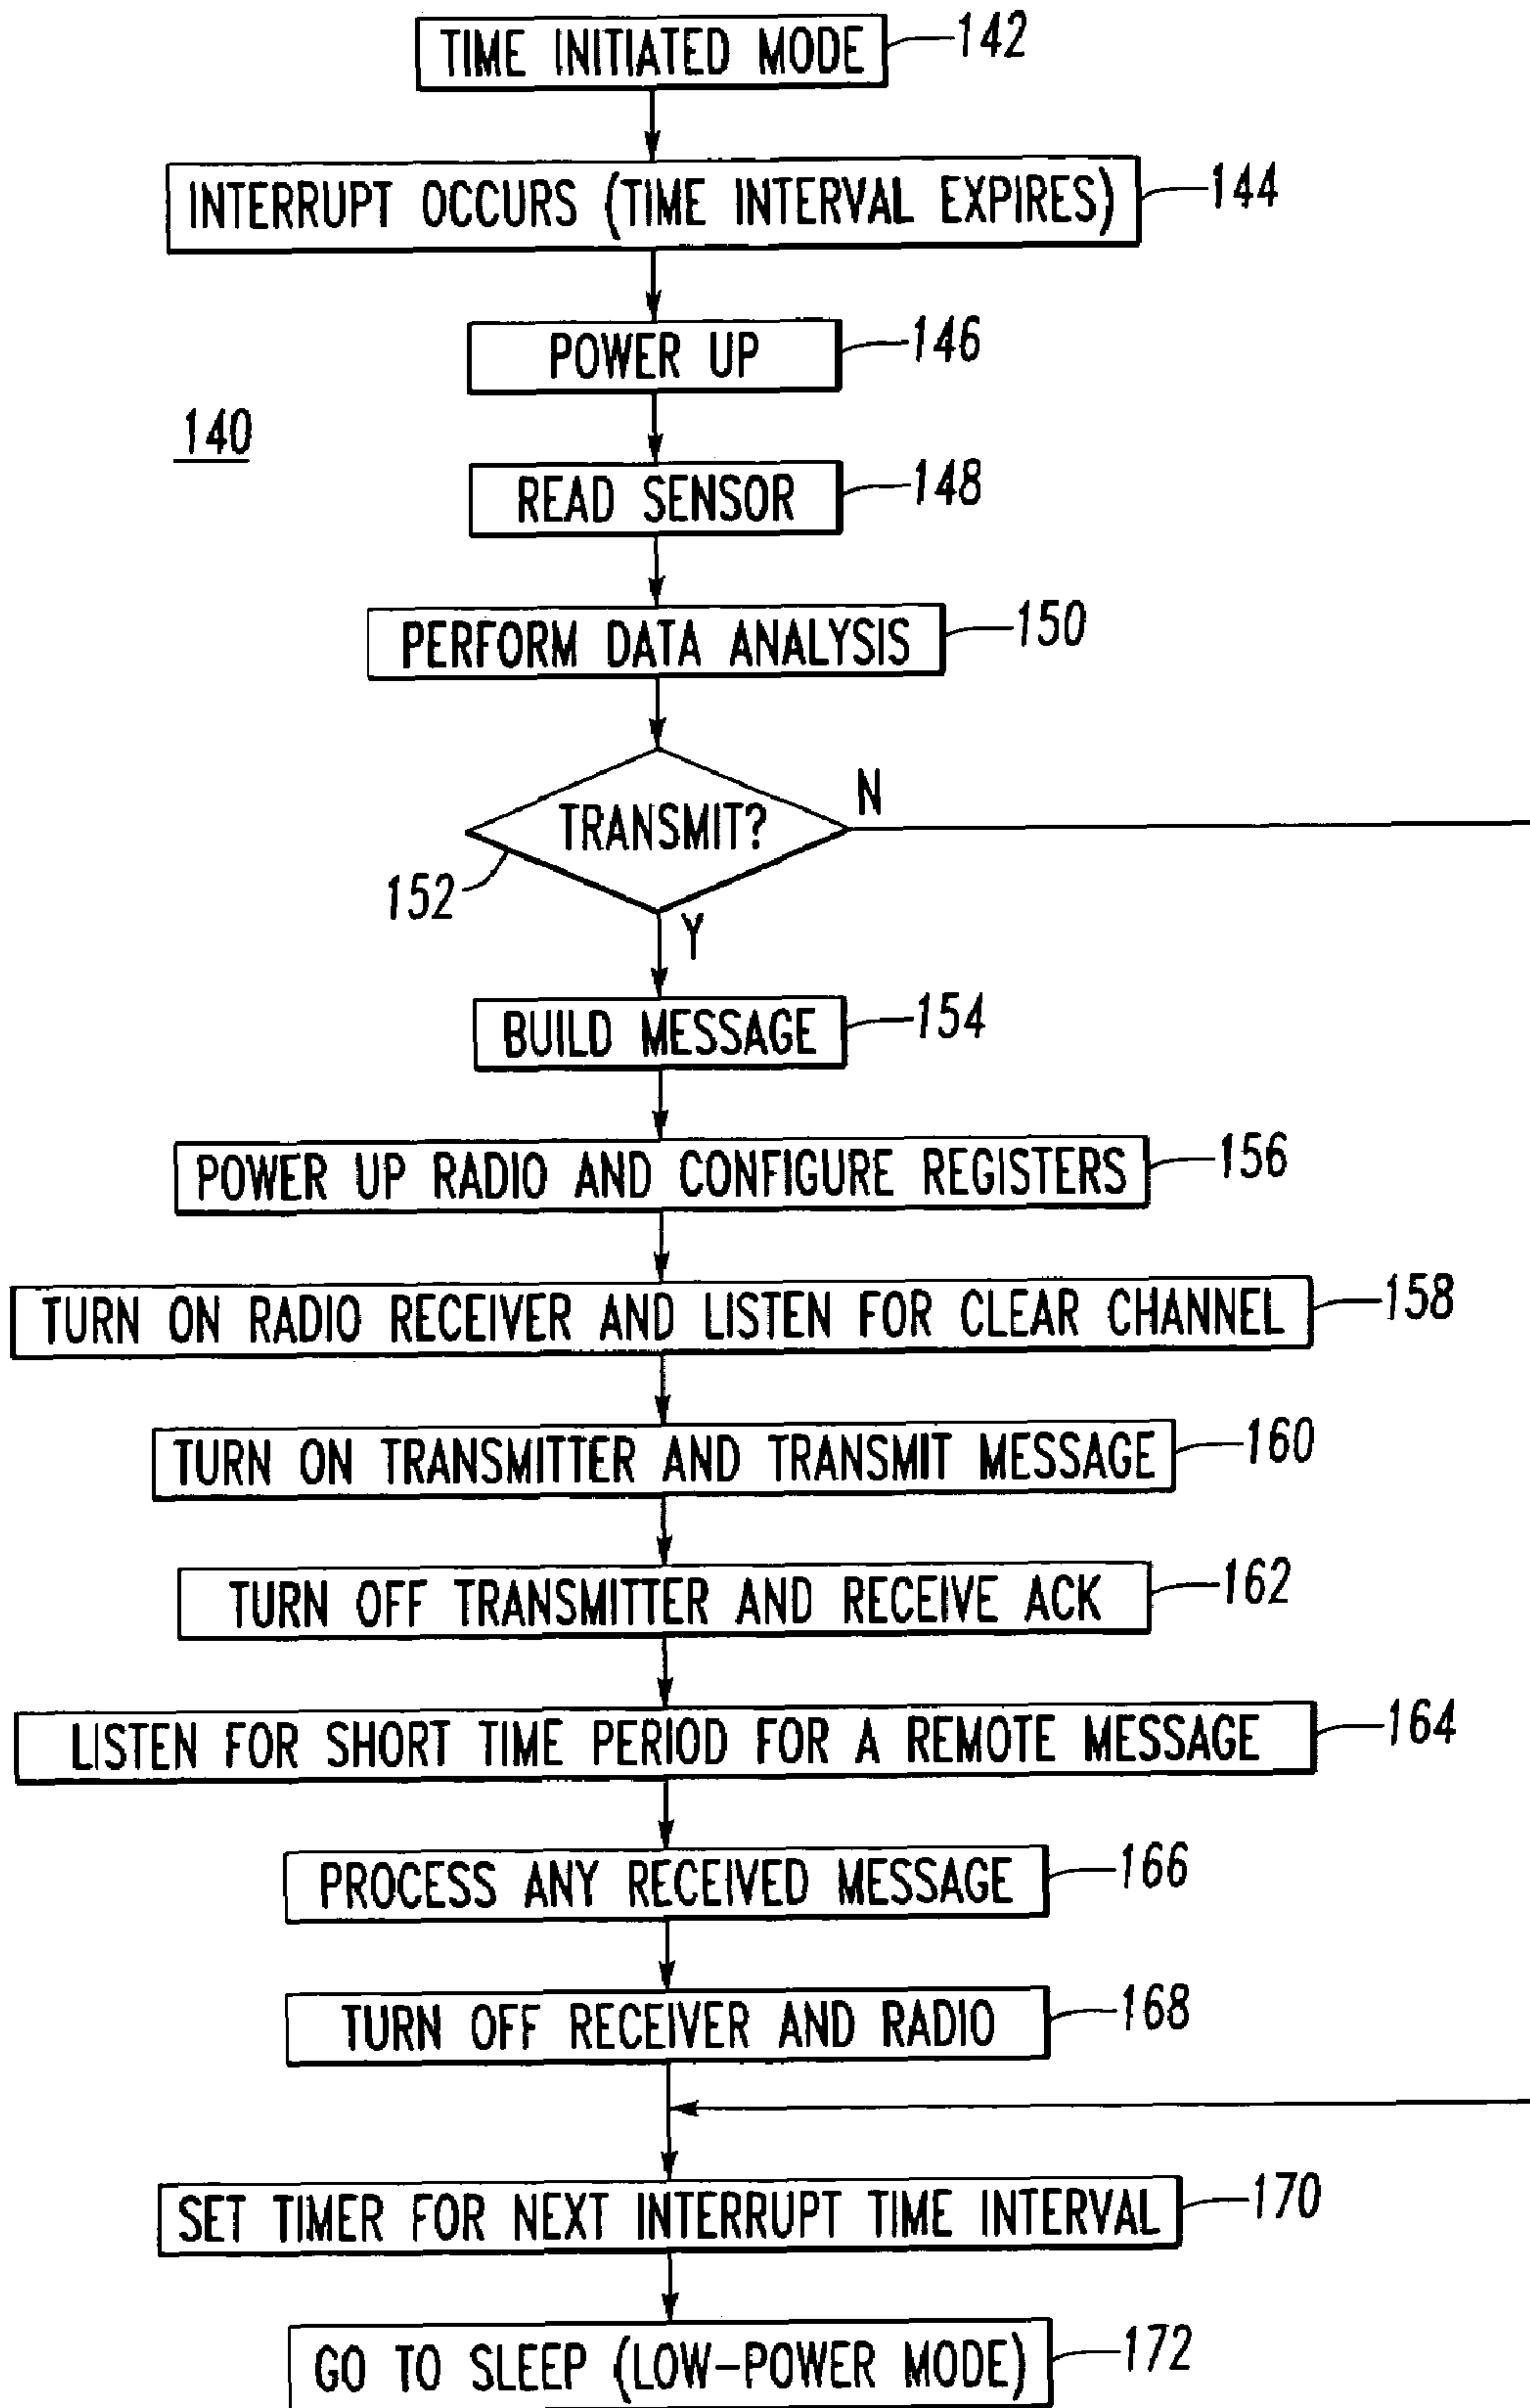 TIME INITIATED MODE 142
INTERRUPT OCCURS (TIME INTERVAL EXPIRES) 144
POWER UP 146
140
READ SENSOR 148
PERFORM DATA ANALYSIS 150
TRANSMIT? N
152
Y
BUILD MESSAGE 154
POWER UP RADIO AND CONFIGURE REGISTERS 156
TURN ON RADIO RECEIVER AND LISTEN FOR CLEAR CHANNEL 158
TURN ON TRANSMITTER AND TRANSMIT MESSAGE 160
TURN OFF TRANSMITTER AND RECEIVE ACK 162
LISTEN FOR SHORT TIME PERIOD FOR A REMOTE MESSAGE 164
PROCESS ANY RECEIVED MESSAGE 166
TURN OFF RECEIVER AND RADIO 168
SET TIMER FOR NEXT INTERRUPT TIME INTERVAL 170
GO TO SLEEP (LOW-POWER MODE) 172